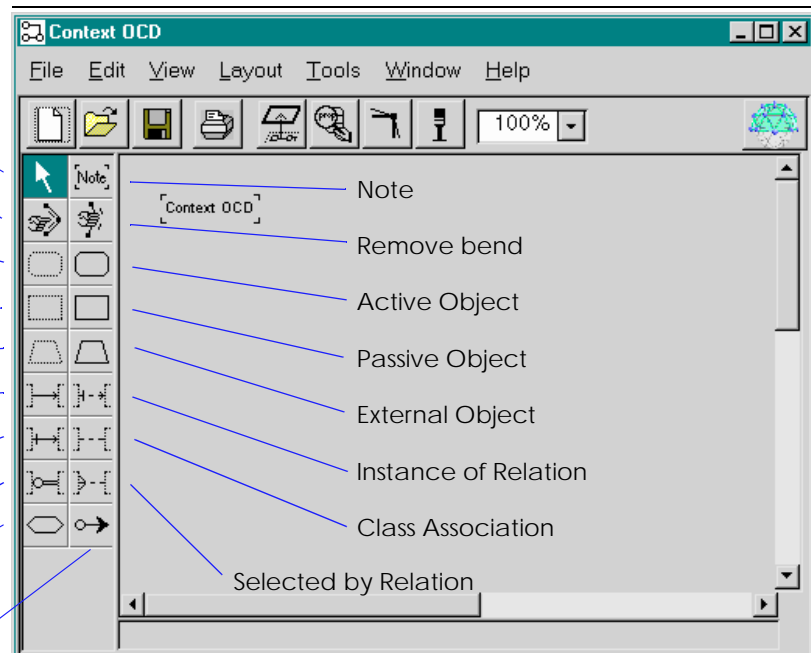 Context OCD
File Edit View Layout Tools Window Help
100%
Note
Note
Context OCD
Remove bend
Active Object
Passive Object
External Object
Instance of Relation
Class Association
Selected by Relation